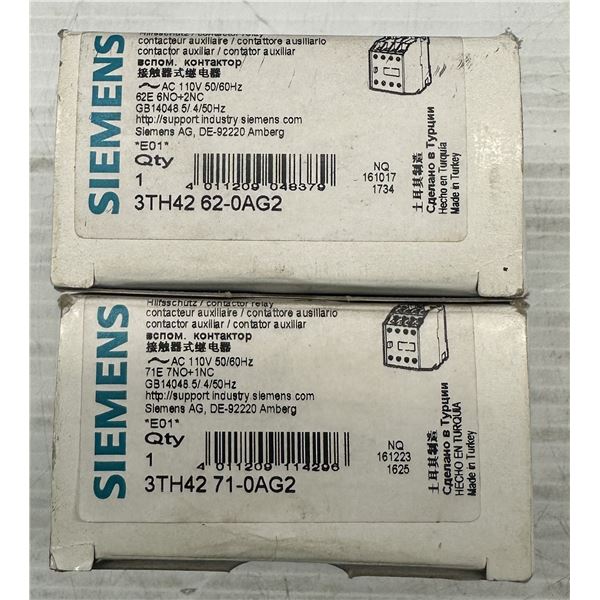 SIEMENS
Hilfsschütz / contactor relay
contacteur auxiliaire / contattore ausiliario
contactor auxiliar / contator auxiliar
вспом. контактор
接触器式继电器
AC 110V 50/60Hz
62E 6NO+2NC
GB14048.5/.4/50Hz
http://support.industry.siemens.com
Siemens AG, DE-92220 Amberg
*E01*
Qty
1
4 011209 048379
3TH42 62-0AG2
NQ
161017
1734
土耳其制造
Сделано в Турции
Hecho en Turquía
Made in Turkey
SIEMENS
Hilfsschütz / contactor relay
contacteur auxiliaire / contattore ausiliario
contactor auxiliar / contator auxiliar
вспом. контактор
接触器式继电器
AC 110V 50/60Hz
71E 7NO+1NC
GB14048.5/.4/50Hz
http://support.industry.siemens.com
Siemens AG, DE-92220 Amberg
*E01*
Qty
1
4 011209 114296
3TH42 71-0AG2
NQ
161223
1625
土耳其制造
Сделано в Турции
HECHO EN TURQUIA
Made in Turkey